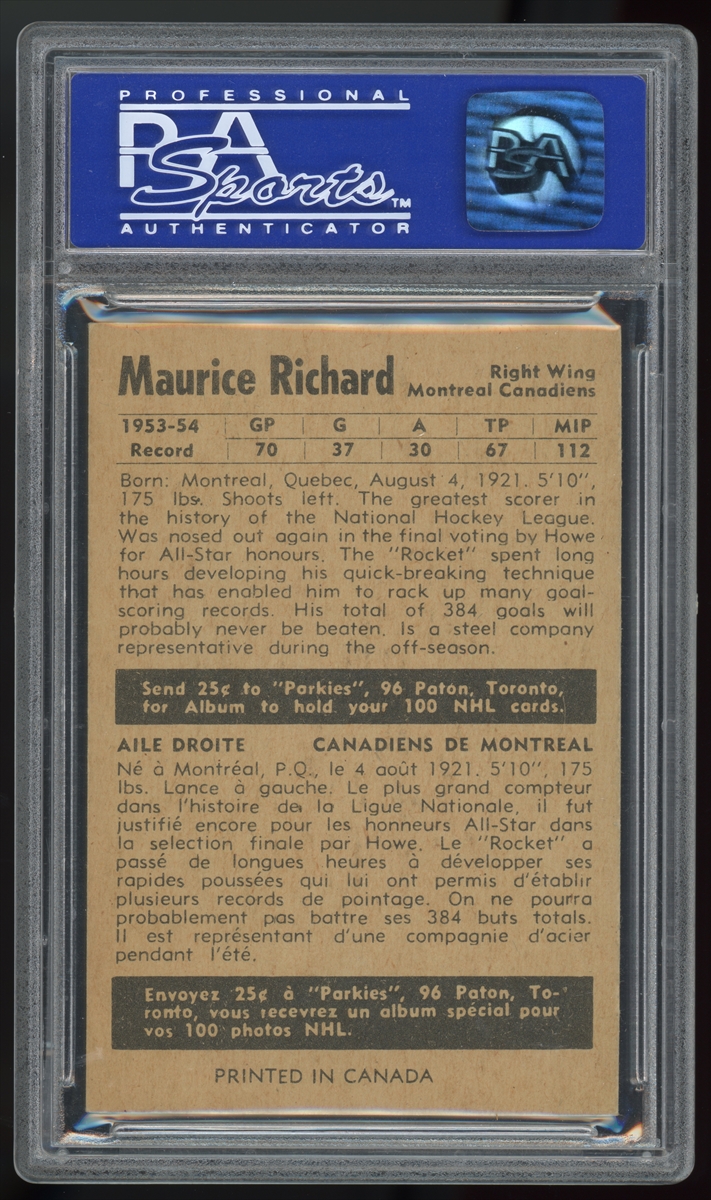 PROFESSIONAL
PSA
Sports™
AUTHENTICATOR
PSA
Maurice Richard
Right Wing
Montreal Canadiens
1953-54 GP G A TP MIP
Record 70 37 30 67 112
Born: Montreal, Quebec, August 4, 1921. 5'10",
175 lbs. Shoots left. The greatest scorer in
the history of the National Hockey League.
Was nosed out again in the final voting by Howe
for All-Star honours. The "Rocket" spent long
hours developing his quick-breaking technique
that has enabled him to rack up many goal-
scoring records. His total of 384 goals will
probably never be beaten. Is a steel company
representative during the off-season.
Send 25¢ to "Parkies", 96 Paton, Toronto,
for Album to hold your 100 NHL cards.
AILE DROITE CANADIENS DE MONTREAL
Né à Montréal, P.Q., le 4 août 1921. 5'10", 175
lbs. Lance à gauche. Le plus grand compteur
dans l'histoire de la Ligue Nationale, il fut
justifié encore pour les honneurs All-Star dans
la selection finale par Howe. Le "Rocket" a
passé de longues heures à développer ses
rapides poussées qui lui ont permis d'établir
plusieurs records de pointage. On ne pourra
probablement pas battre ses 384 buts totals.
Il est représentant d'une compagnie d'acier
pendant l'été.
Envoyez 25¢ à "Parkies", 96 Paton, To-
ronto, vous recevrez un album spécial pour
vos 100 photos NHL.
PRINTED IN CANADA